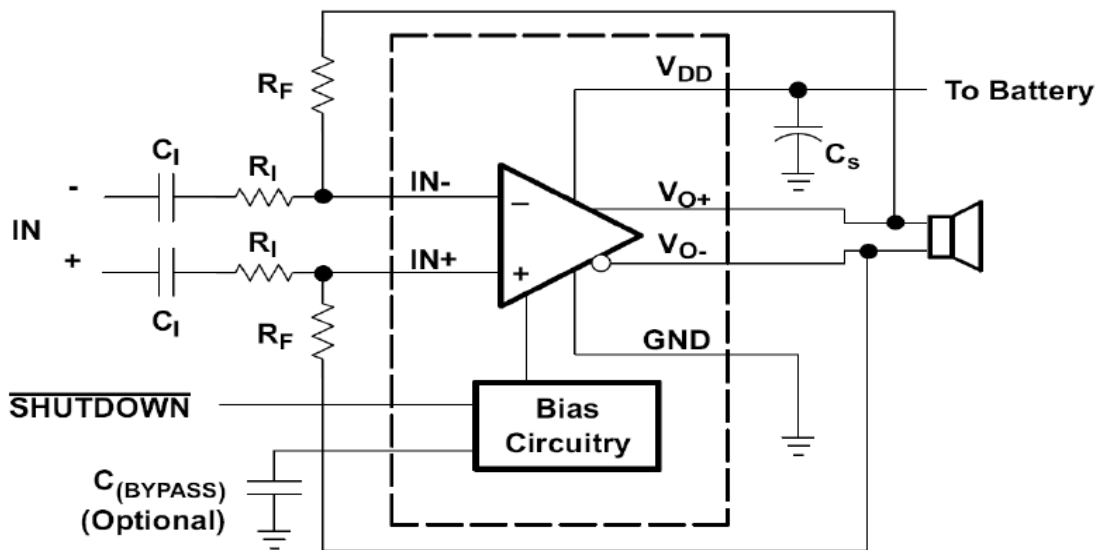 V_DD
R_F
To Battery
C_I
R_I
C_s
-
IN-
−
V_O+
IN
V_O-
+
IN+
+
C_I
R_I
R_F
GND
SHUTDOWN
Bias
Circuitry
C_(BYPASS)
(Optional)